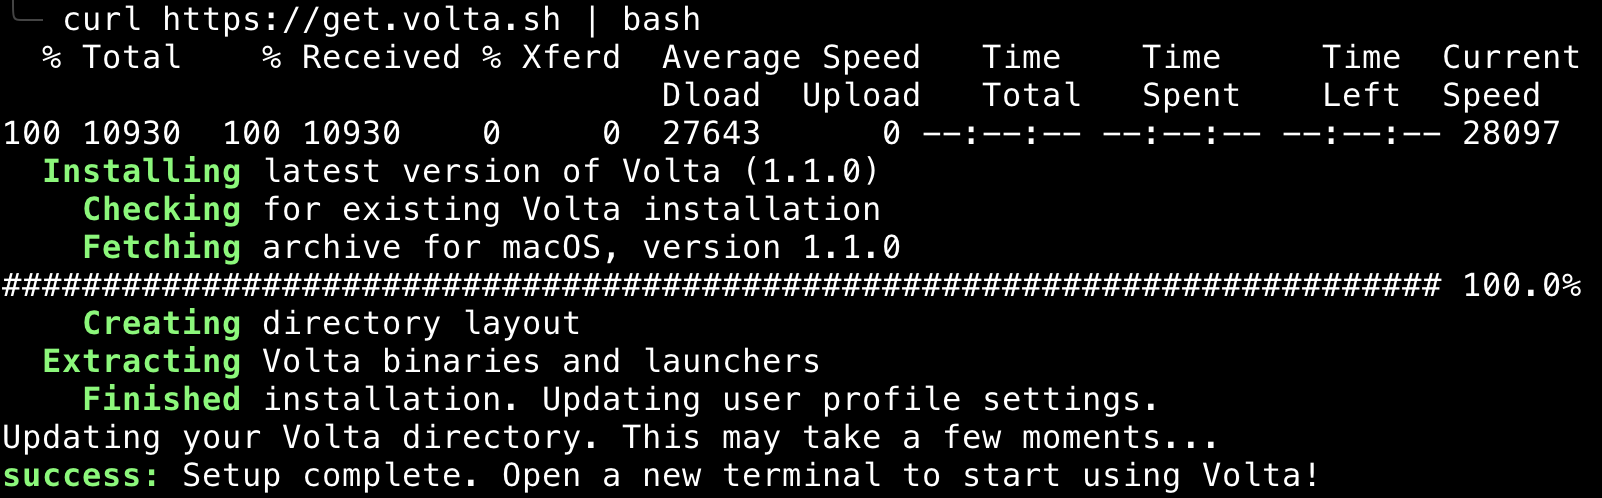 curl https://get.volta.sh | bash
  % Total    % Received % Xferd  Average Speed   Time    Time     Time  Current
                                 Dload  Upload   Total   Spent    Left  Speed
100 10930  100 10930    0     0  27643      0 --:--:-- --:--:-- --:--:-- 28097
  Installing latest version of Volta (1.1.0)
    Checking for existing Volta installation
    Fetching archive for macOS, version 1.1.0
######################################################################## 100.0%
    Creating directory layout
  Extracting Volta binaries and launchers
    Finished installation. Updating user profile settings.
Updating your Volta directory. This may take a few moments...
success: Setup complete. Open a new terminal to start using Volta!